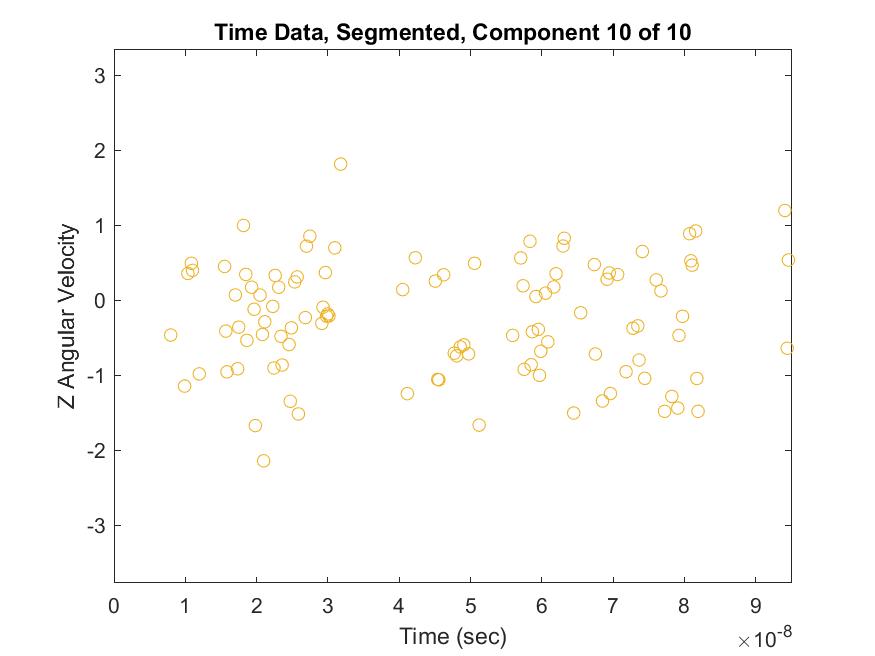 Time Data, Segmented, Component 10 of 10
3
2
1
0
-1
-2
-3
Z Angular Velocity
0 1 2 3 4 5 6 7 8 9
Time (sec)
×10-8